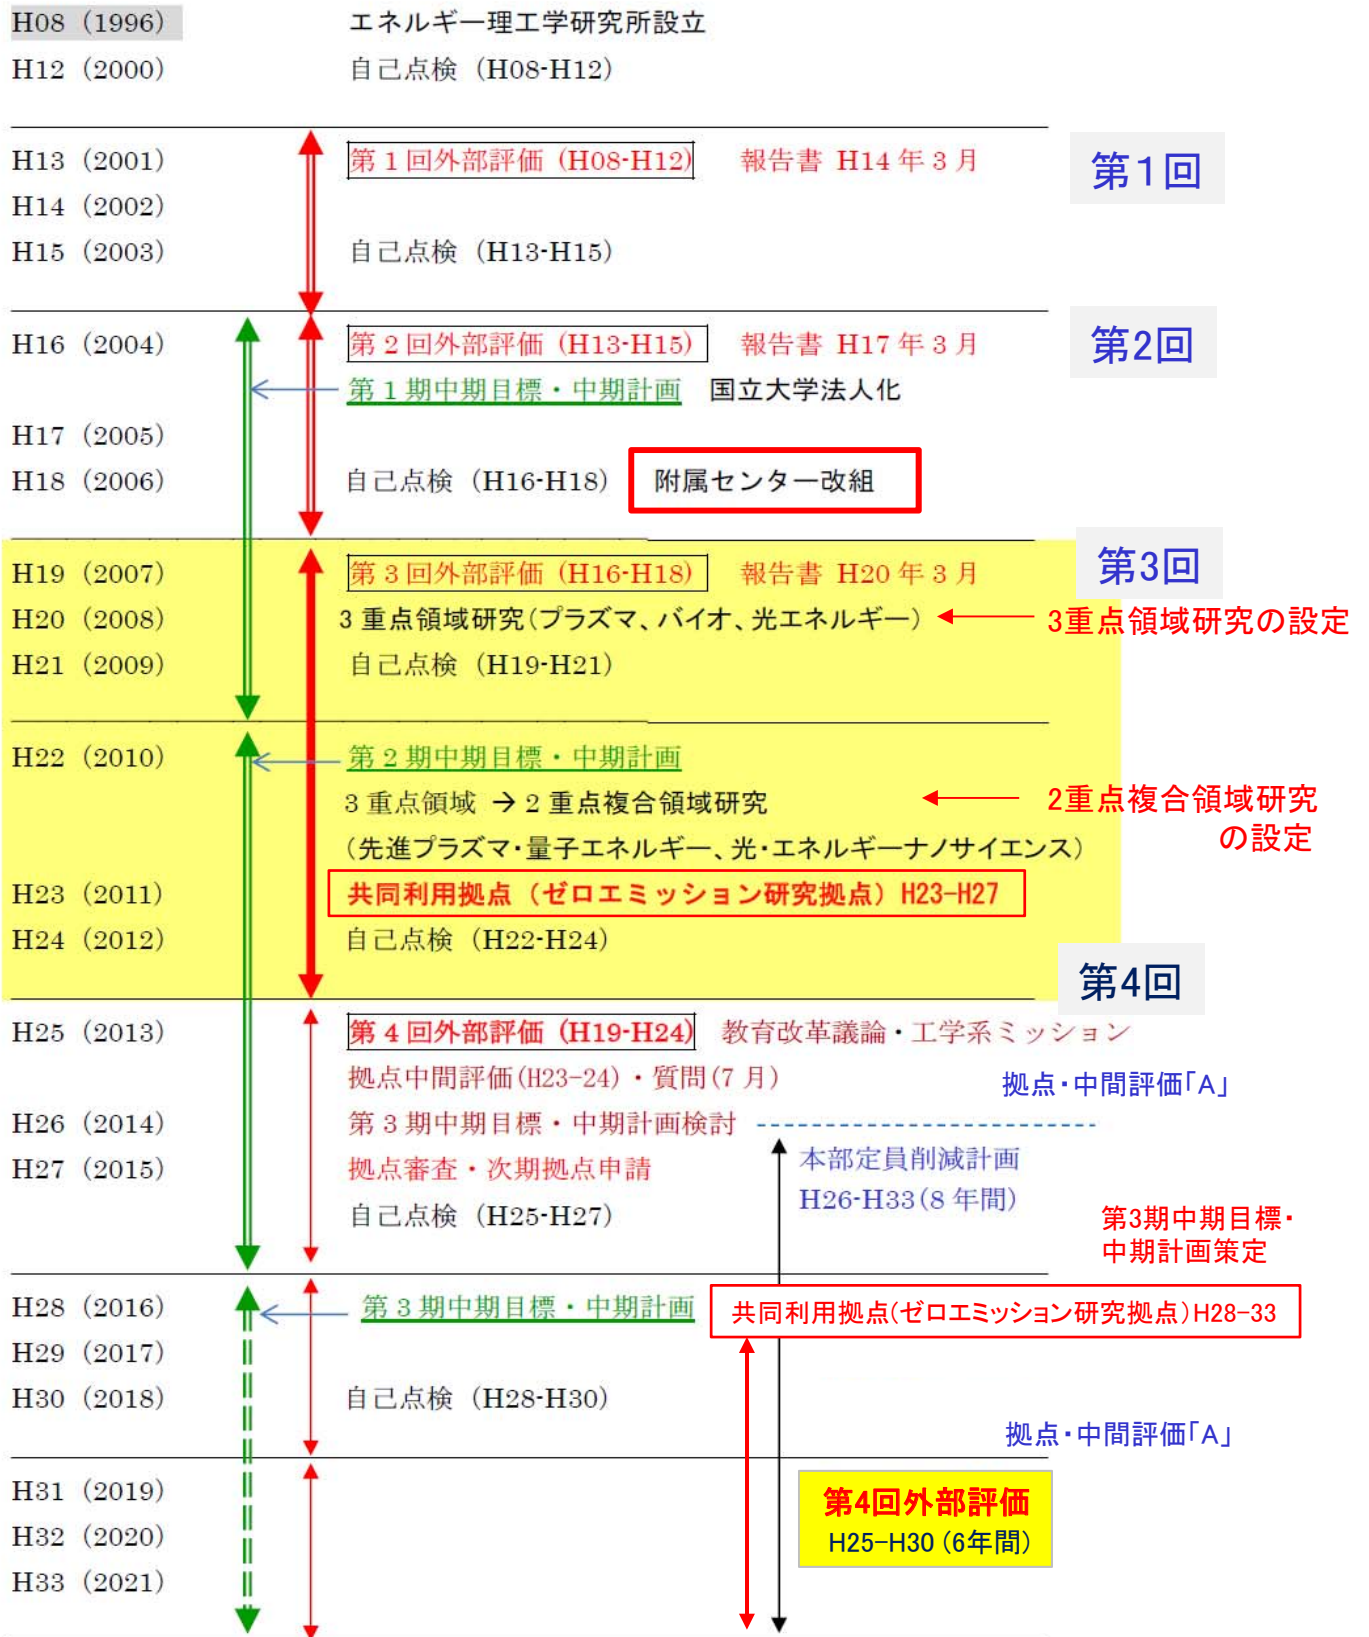 H08 (1996) エネルギー理工学研究所設立
H12 (2000) 自己点検 (H08-H12)
H13 (2001) 第1回外部評価 (H08-H12) 報告書 H14年3月 第1回
H14 (2002)
H15 (2003) 自己点検 (H13-H15)
H16 (2004) 第2回外部評価 (H13-H15) 報告書 H17年3月 第2回
第1期中期目標・中期計画 国立大学法人化
H17 (2005)
H18 (2006) 自己点検 (H16-H18) 附属センター改組
H19 (2007) 第3回外部評価 (H16-H18) 報告書 H20年3月 第3回
H20 (2008) 3重点領域研究(プラズマ、バイオ、光エネルギー) 3重点領域研究の設定
H21 (2009) 自己点検 (H19-H21)
H22 (2010) 第2期中期目標・中期計画
3重点領域 → 2重点複合領域研究 2重点複合領域研究
の設定
(先進プラズマ・量子エネルギー、光・エネルギーナノサイエンス)
H23 (2011) 共同利用拠点 (ゼロエミッション研究拠点) H23-H27
H24 (2012) 自己点検 (H22-H24)
第4回
H25 (2013) 第4回外部評価 (H19-H24) 教育改革議論・工学系ミッション
拠点中間評価(H23-24)・質問(7月) 拠点・中間評価「A」
H26 (2014) 第3期中期目標・中期計画検討
H27 (2015) 拠点審査・次期拠点申請 本部定員削減計画
H26-H33(8年間)
自己点検 (H25-H27) 第3期中期目標・
中期計画策定
H28 (2016) 第3期中期目標・中期計画 共同利用拠点(ゼロエミッション研究拠点)H28-33
H29 (2017)
H30 (2018) 自己点検 (H28-H30)
拠点・中間評価「A」
H31 (2019) 第4回外部評価
H32 (2020) H25-H30 (6年間)
H33 (2021)